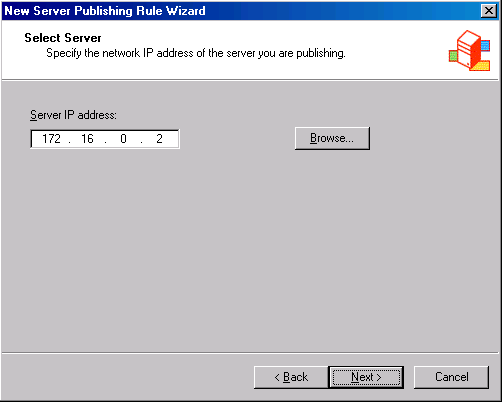 New Server Publishing Rule Wizard
Select Server
Specify the network IP address of the server you are publishing.
Server IP address:
172 . 16 . 0 . 2
Browse...
< Back
Next >
Cancel